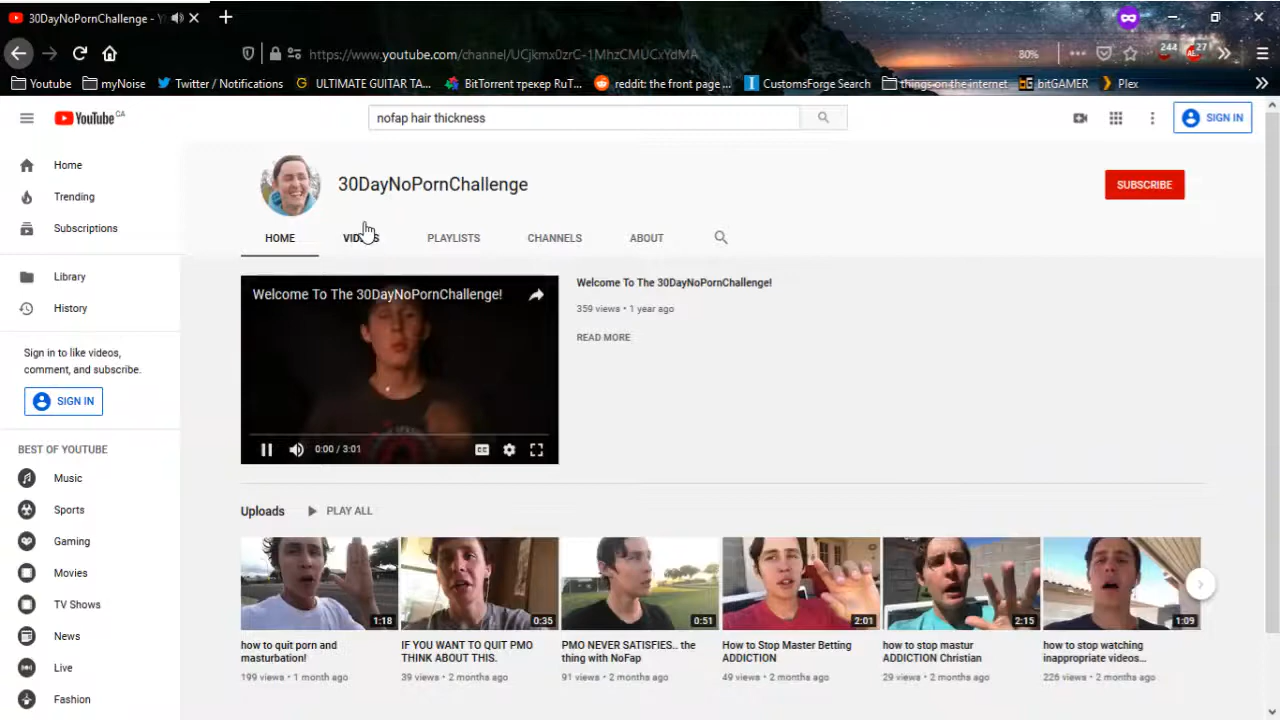 30DayNoPornChallenge -
https://www.youtube.com/channel/UCjkmx0zrC-1MhzCMUCxYdMA
80%
244
27
Youtube
myNoise
Twitter / Notifications
ULTIMATE GUITAR TA...
BitTorrent трекер RuT...
reddit: the front page ...
CustomsForge Search
things on the internet
bitGAMER
Plex
YouTube CA
nofap hair thickness
SIGN IN
Home
Trending
Subscriptions
Library
History
Sign in to like videos,
comment, and subscribe.
SIGN IN
BEST OF YOUTUBE
Music
Sports
Gaming
Movies
TV Shows
News
Live
Fashion
30DayNoPornChallenge
SUBSCRIBE
HOME
VIDEOS
PLAYLISTS
CHANNELS
ABOUT
Welcome To The 30DayNoPornChallenge!
0:00 / 3:01
Welcome To The 30DayNoPornChallenge!
359 views • 1 year ago
READ MORE
Uploads
PLAY ALL
1:18
how to quit porn and
masturbation!
199 views • 1 month ago
0:35
IF YOU WANT TO QUIT PMO
THINK ABOUT THIS.
39 views • 2 months ago
0:51
PMO NEVER SATISFIES.. the
thing with NoFap
91 views • 2 months ago
2:01
How to Stop Master Betting
ADDICTION
49 views • 2 months ago
2:15
how to stop mastur
ADDICTION Christian
29 views • 2 months ago
1:09
how to stop watching
inappropriate videos...
226 views • 2 months ago